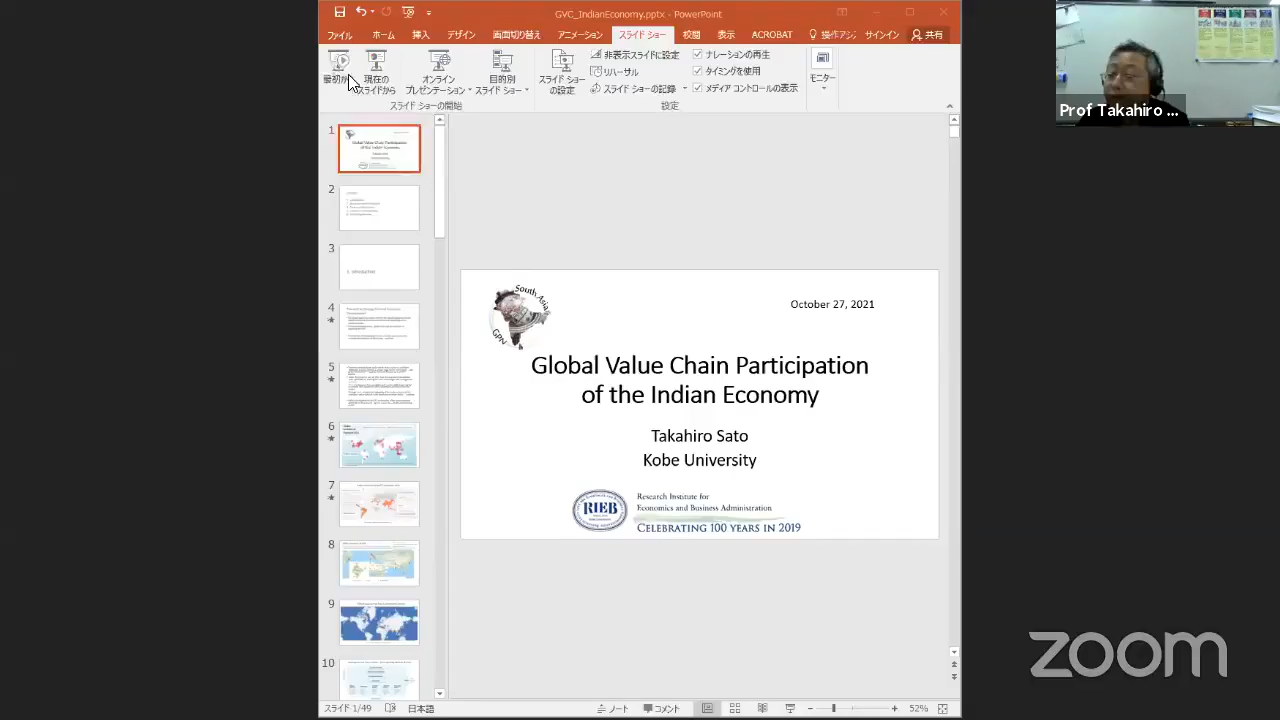 GVC_IndianEconomy.pptx - PowerPoint
ファイル ホーム 挿入 デザイン 画面切り替え アニメーション スライド ショー 校閲 表示 ACROBAT 操作アシ サインイン 共有
最初か 現在の スライドから
オンライン プレゼンテーション
目的別 スライド ショー
スライド ショーの開始
スライド ショーの設定
非表示スライドに設定
リハーサル
スライド ショーの記録
ナレーションの再生
タイミングを使用
メディア コントロールの表示
設定
モニター
1
2
3
4
5
6
7
8
9
10
South Asia
GPN
October 27, 2021
Global Value Chain Participation
of the Indian Economy
Takahiro Sato
Kobe University
RIEB
Research Institute for
Economics and Business Administration
CELEBRATING 100 YEARS IN 2019
スライド 1/49 日本語 ノート コメント 52%
Prof Takahiro ...
zoom